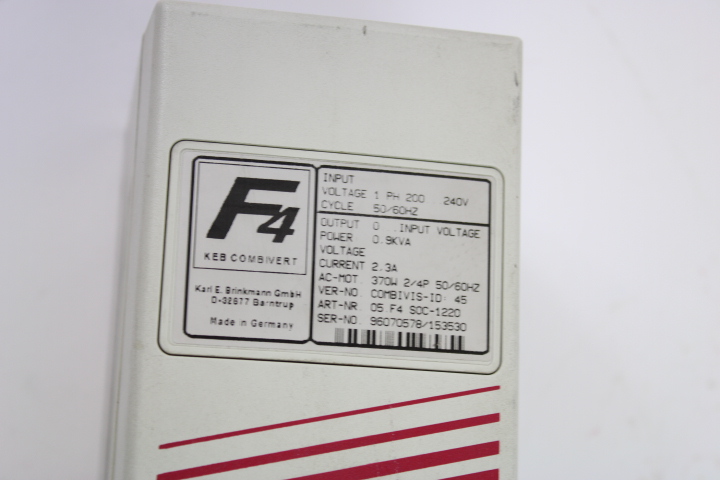 F4
KEB COMBIVERT
Karl E. Brinkmann GmbH
D-32677 Barntrup
Made in Germany
INPUT
VOLTAGE 1 PH 200 240V
CYCLE 50/60HZ
OUTPUT 0 ..INPUT VOLTAGE
POWER 0.9KVA
VOLTAGE
CURRENT 2.3A
AC-MOT. 370W 2/4P 50/60HZ
VER-NO. COMBIVIS-ID: 45
ART-NR. 05 F4 S0C-1220
SER-NO. 96070578/153530